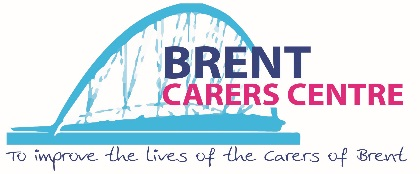 BRENT
CARERS CENTRE
To improve the lives of the Carers of Brent